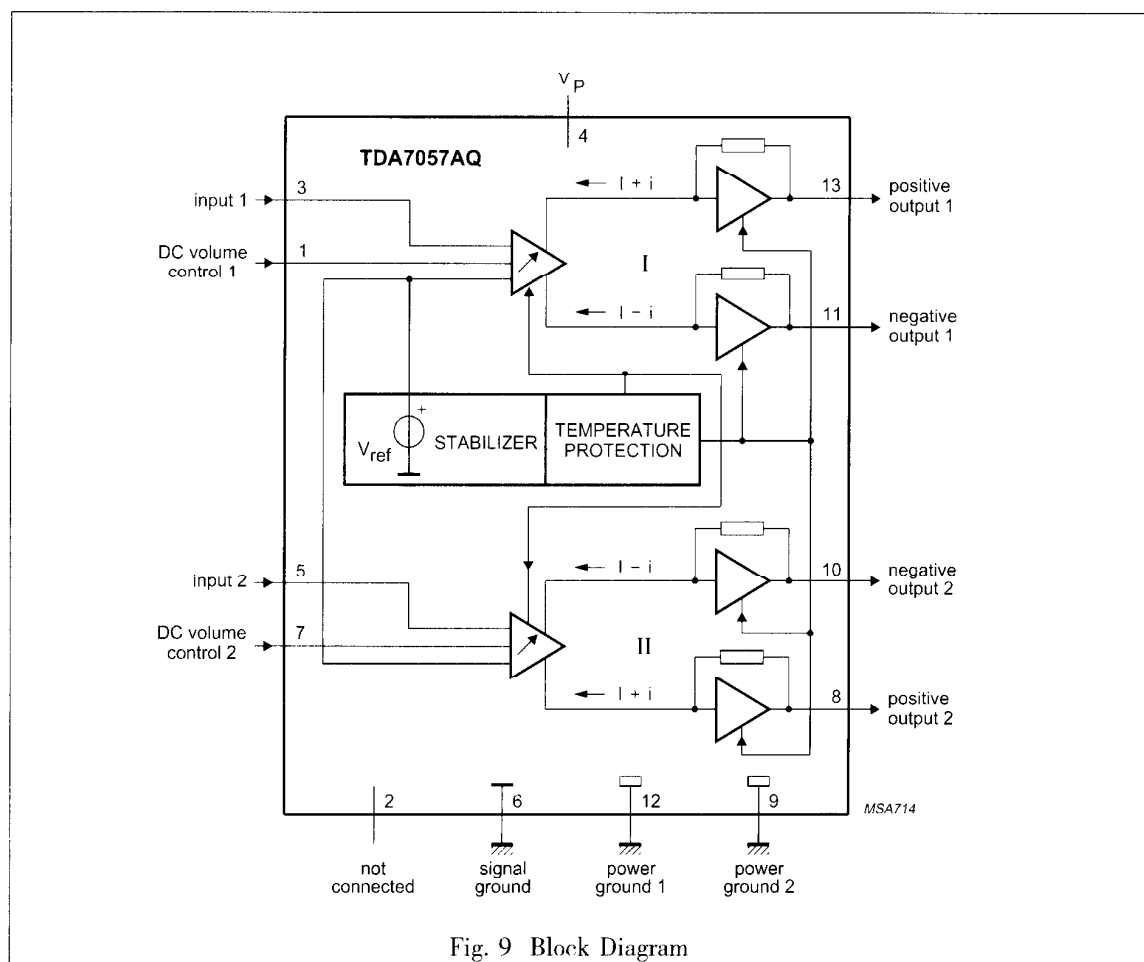 V P
4
TDA7057AQ
I + i
13
positive
output 1
input 1
3
DC volume
control 1
1
I
I – i
11
negative
output 1
+
Vref
STABILIZER
TEMPERATURE
PROTECTION
input 2
5
I – i
10
negative
output 2
DC volume
control 2
7
II
I + i
8
positive
output 2
2
6
12
9
MSA714
not
connected
signal
ground
power
ground 1
power
ground 2
Fig. 9 Block Diagram